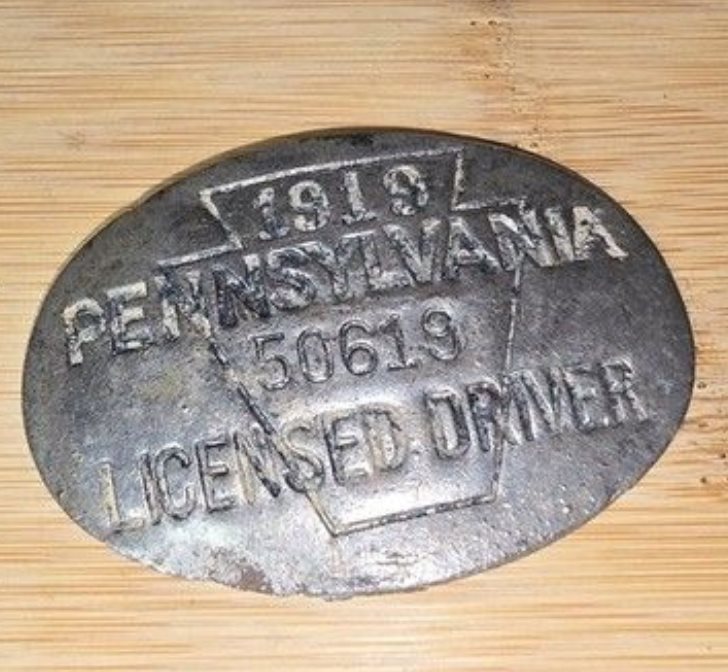 1919
PENNSYLVANIA
50619
LICENSED DRIVER